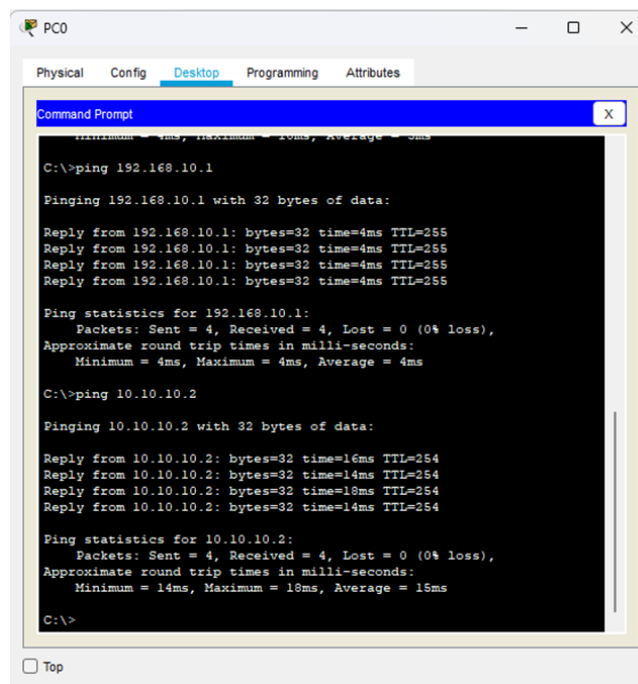 PC0
Physical Config Desktop Programming Attributes
Command Prompt
X
Minimum = 4ms, Maximum = 10ms, Average = 5ms
C:\>ping 192.168.10.1
Pinging 192.168.10.1 with 32 bytes of data:
Reply from 192.168.10.1: bytes=32 time=4ms TTL=255
Reply from 192.168.10.1: bytes=32 time=4ms TTL=255
Reply from 192.168.10.1: bytes=32 time=4ms TTL=255
Reply from 192.168.10.1: bytes=32 time=4ms TTL=255
Ping statistics for 192.168.10.1:
Packets: Sent = 4, Received = 4, Lost = 0 (0% loss),
Approximate round trip times in milli-seconds:
Minimum = 4ms, Maximum = 4ms, Average = 4ms
C:\>ping 10.10.10.2
Pinging 10.10.10.2 with 32 bytes of data:
Reply from 10.10.10.2: bytes=32 time=16ms TTL=254
Reply from 10.10.10.2: bytes=32 time=14ms TTL=254
Reply from 10.10.10.2: bytes=32 time=18ms TTL=254
Reply from 10.10.10.2: bytes=32 time=14ms TTL=254
Ping statistics for 10.10.10.2:
Packets: Sent = 4, Received = 4, Lost = 0 (0% loss),
Approximate round trip times in milli-seconds:
Minimum = 14ms, Maximum = 18ms, Average = 15ms
C:\>
Top